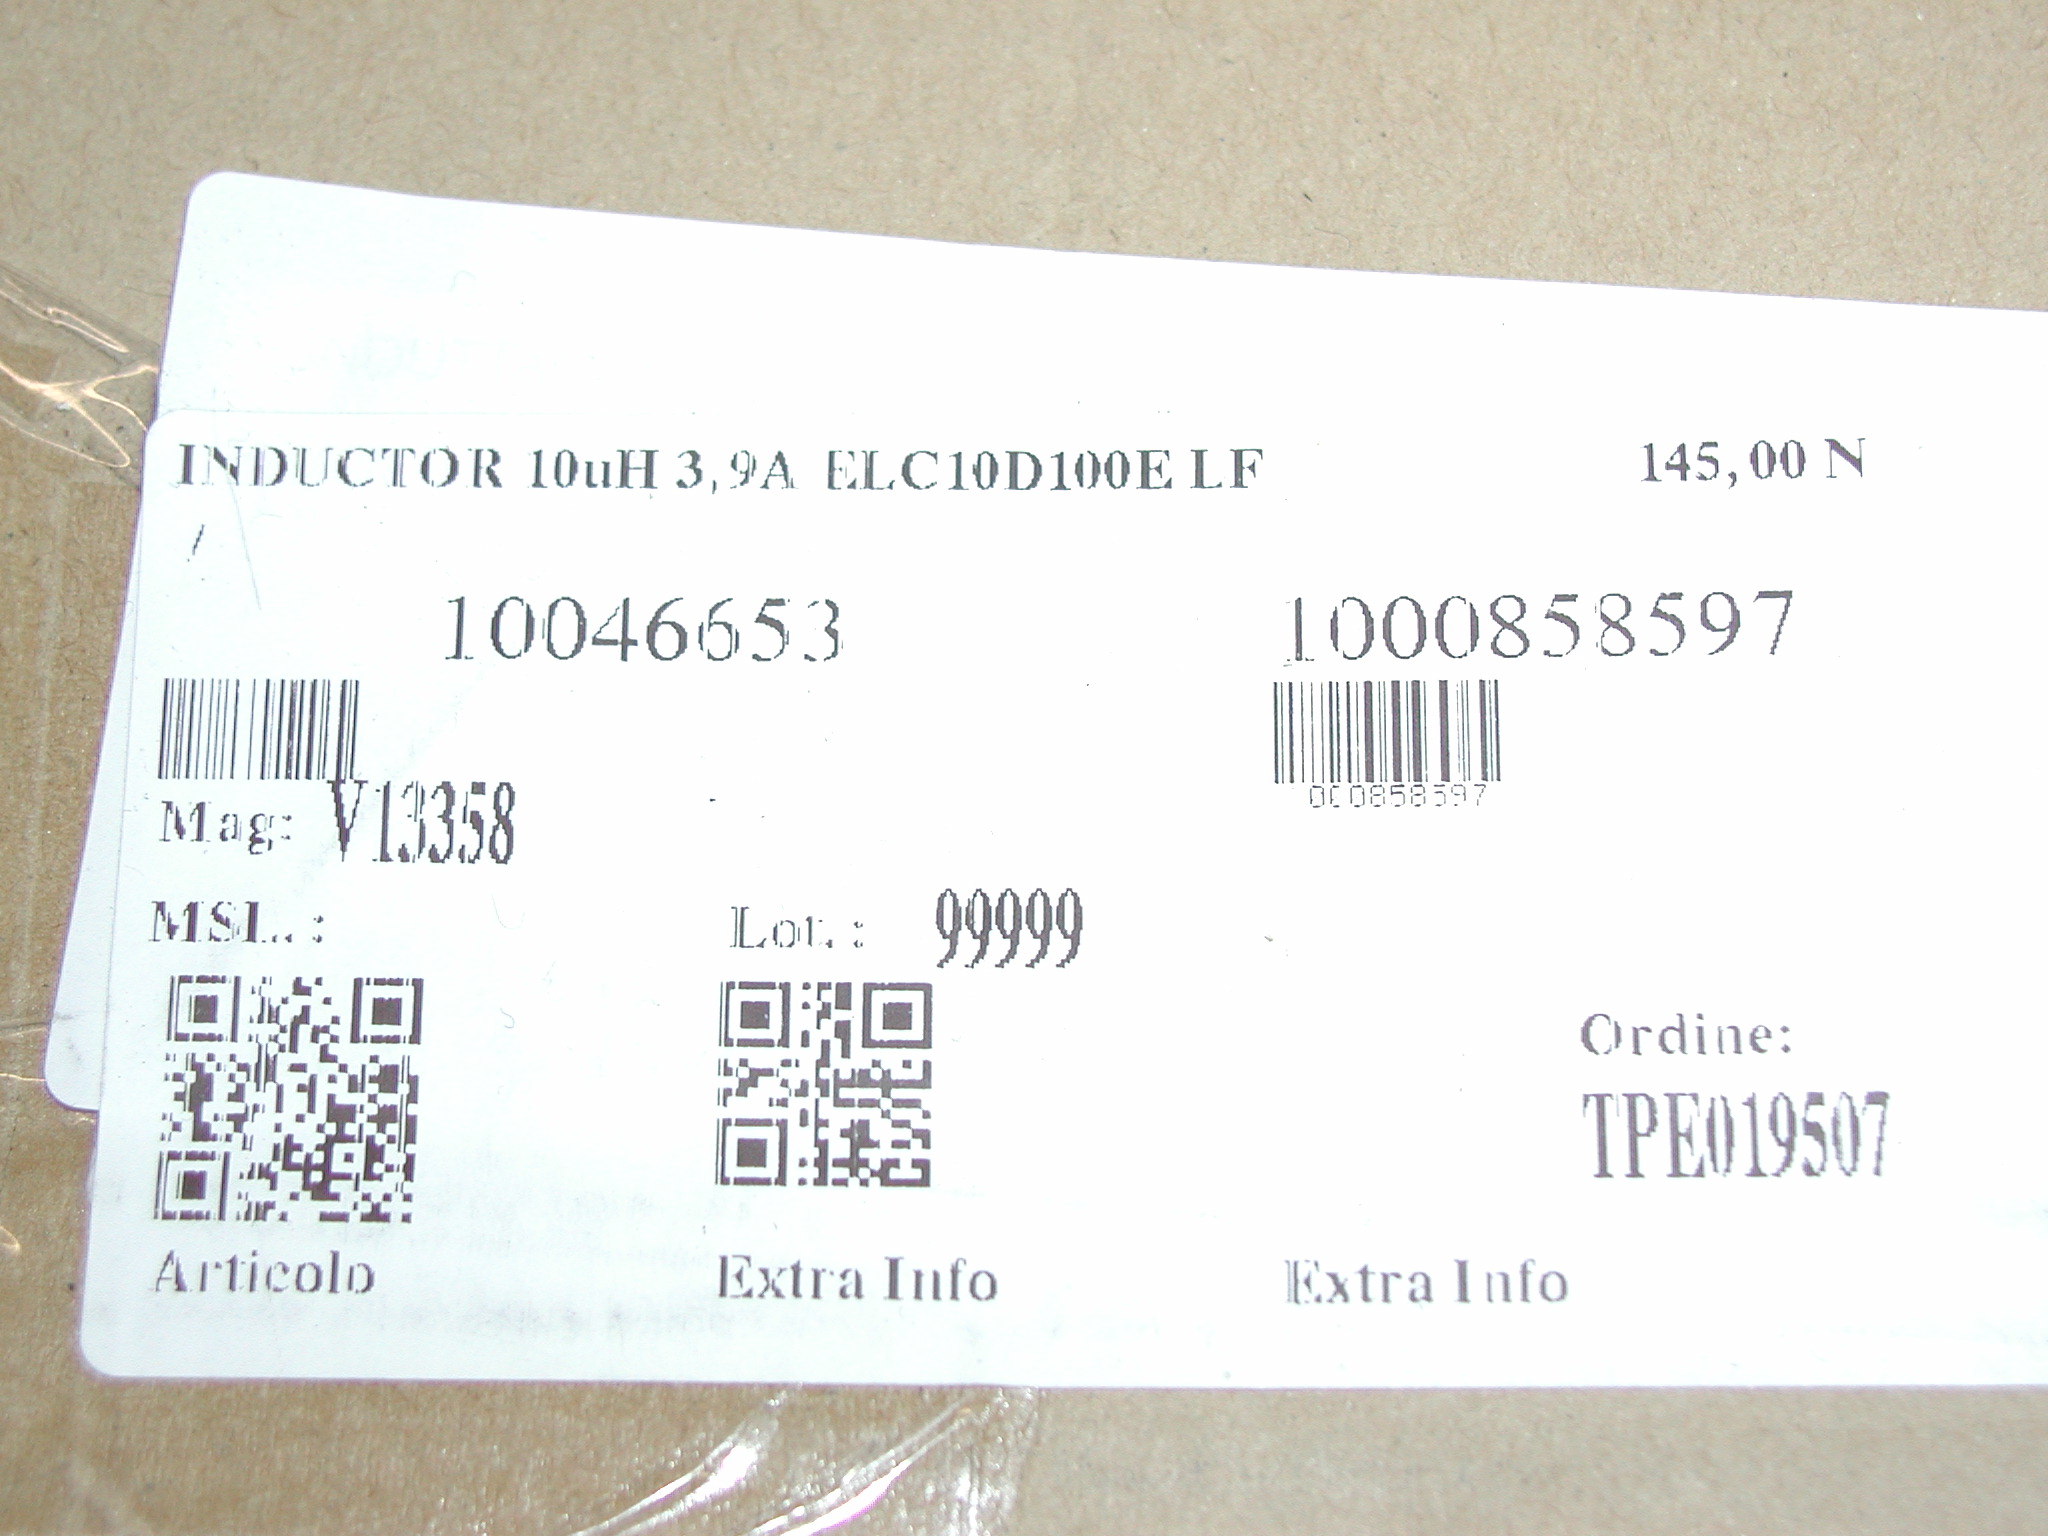 INDUCTOR 10uH 3,9A ELC10D100E LF 145,00 N
/
10046653 1000858597
000858597
Mag: V13358
MSL. : Lot. : 99999
Ordine:
TPE019507
Articolo Extra Info Extra Info